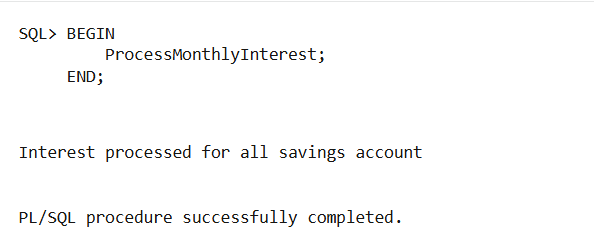 SQL> BEGIN
ProcessMonthlyInterest;
END;
Interest processed for all savings account
PL/SQL procedure successfully completed.